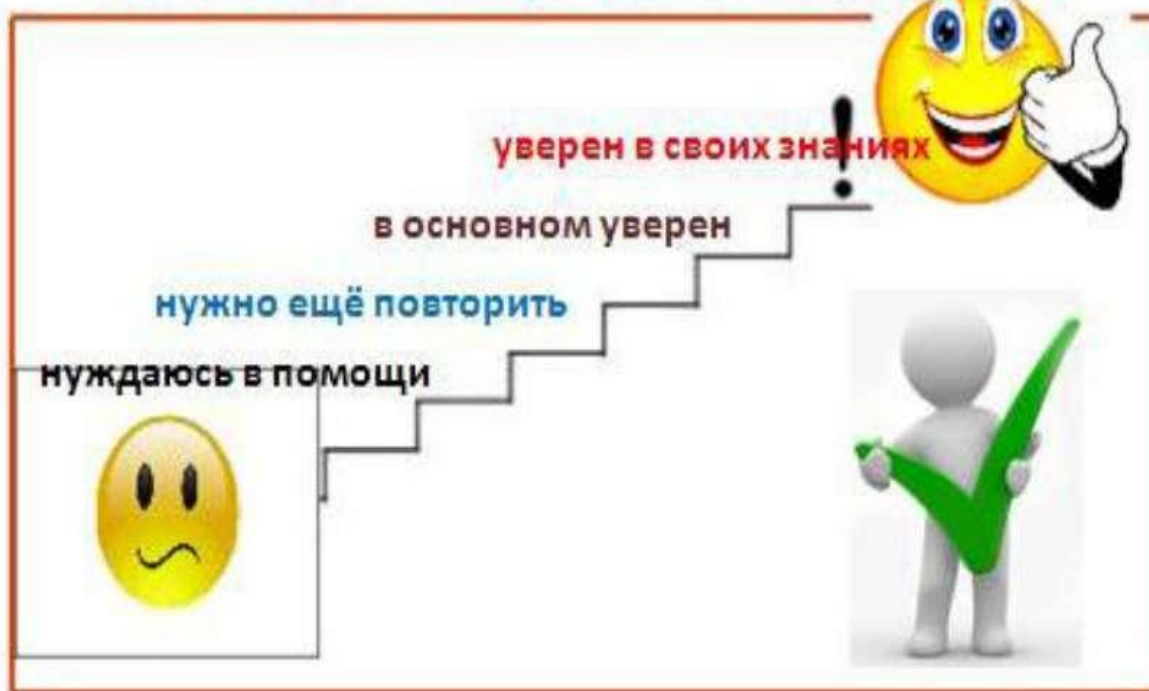 уверен в своих знаниях
!
в основном уверен
нужно ещё повторить
нуждаюсь в помощи